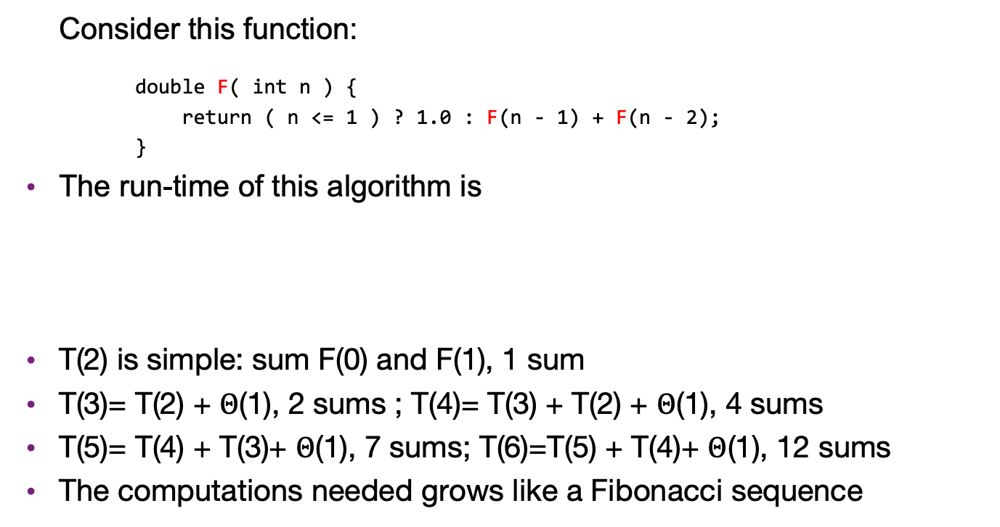 Consider this function:
double F( int n ) {
return ( n <= 1 ) ? 1.0 : F(n - 1) + F(n - 2);
}
• The run-time of this algorithm is
• T(2) is simple: sum F(0) and F(1), 1 sum
• T(3)= T(2) + Θ(1), 2 sums ; T(4)= T(3) + T(2) + Θ(1), 4 sums
• T(5)= T(4) + T(3)+ Θ(1), 7 sums; T(6)=T(5) + T(4)+ Θ(1), 12 sums
• The computations needed grows like a Fibonacci sequence